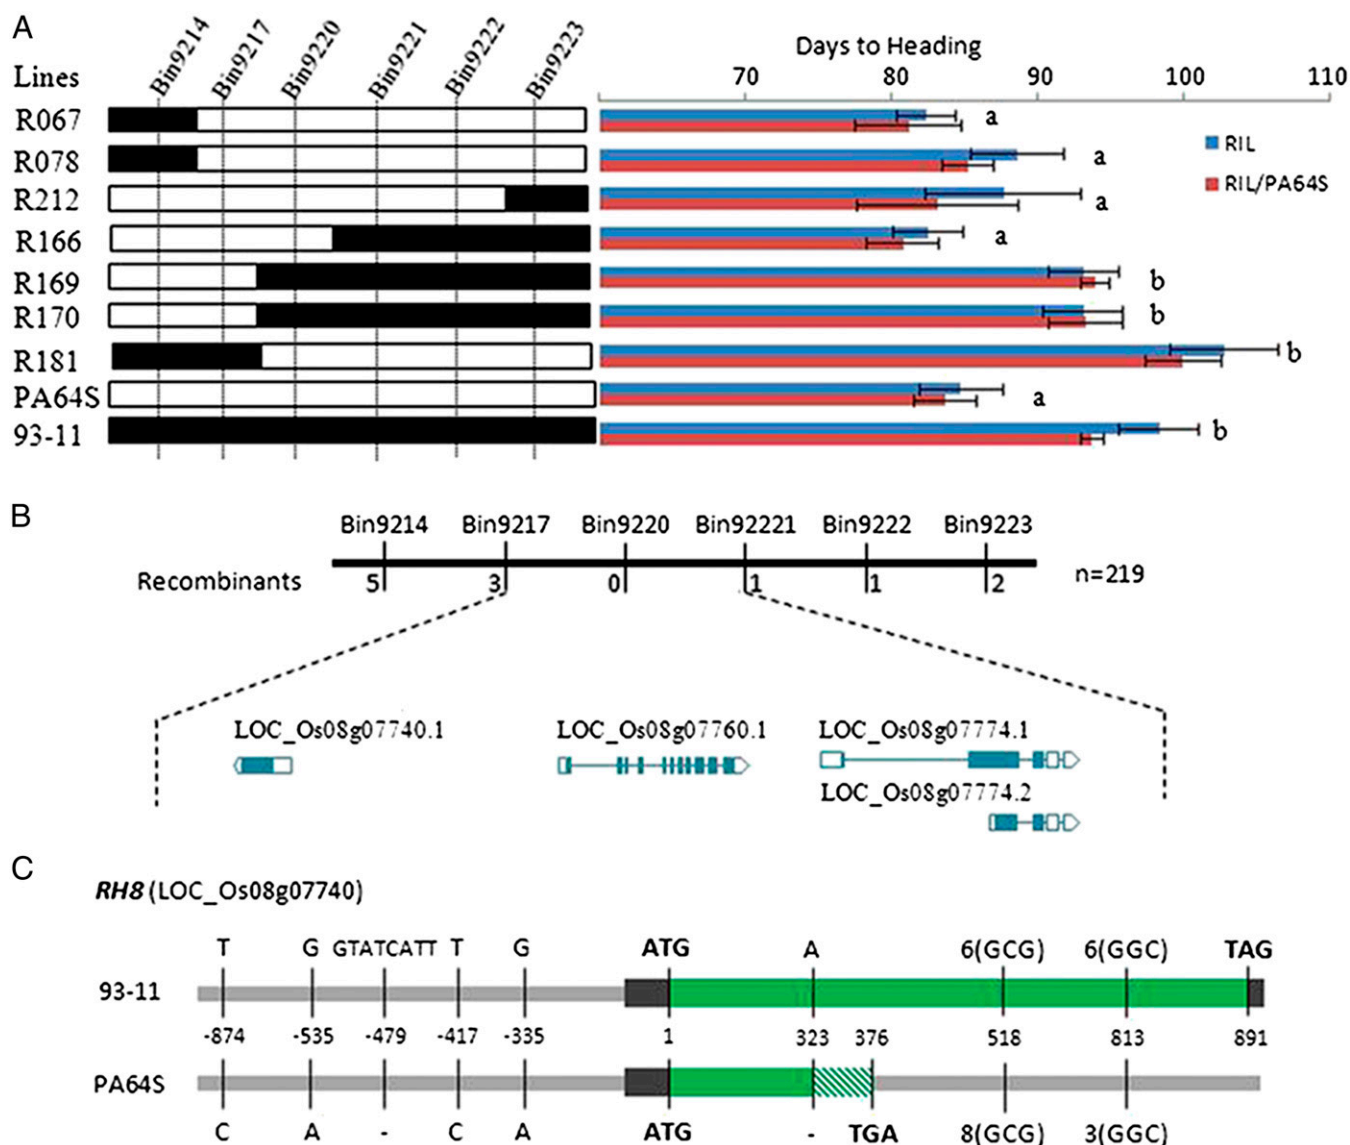 A
Bin9214 Bin9217 Bin9220 Bin9221 Bin9222 Bin9223
Days to Heading
Lines
70 80 90 100 110
R067 a
R078 a
R212 a
R166 a
R169 b
R170 b
R181 b
PA64S a
93-11 b
RIL
RIL/PA64S
B
Bin9214 Bin9217 Bin9220 Bin92221 Bin9222 Bin9223
Recombinants 5 3 0 1 1 2 n=219
LOC_Os08g07740.1 LOC_Os08g07760.1 LOC_Os08g07774.1
LOC_Os08g07774.2
C
RH8 (LOC_Os08g07740)
T G GTATCATT T G ATG A 6(GCG) 6(GGC) TAG
93-11
-874 -535 -479 -417 -335 1 323 376 518 813 891
PA64S
C A - C A ATG - TGA 8(GCG) 3(GGC)